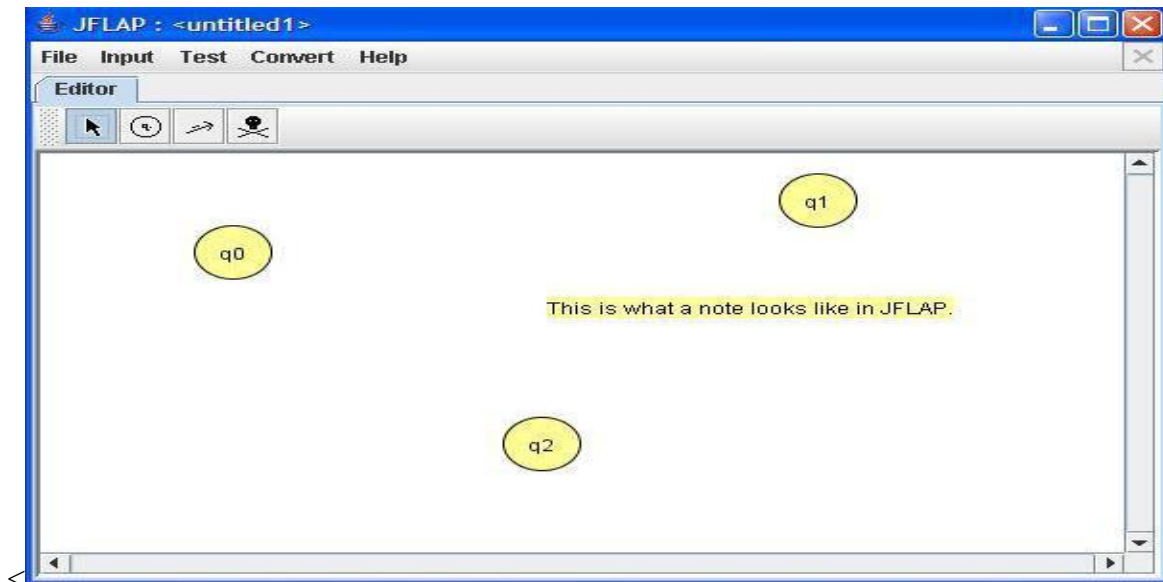 JFLAP : <untitled1>
File Input Test Convert Help
Editor
q1
q0
This is what a note looks like in JFLAP.
q2
<